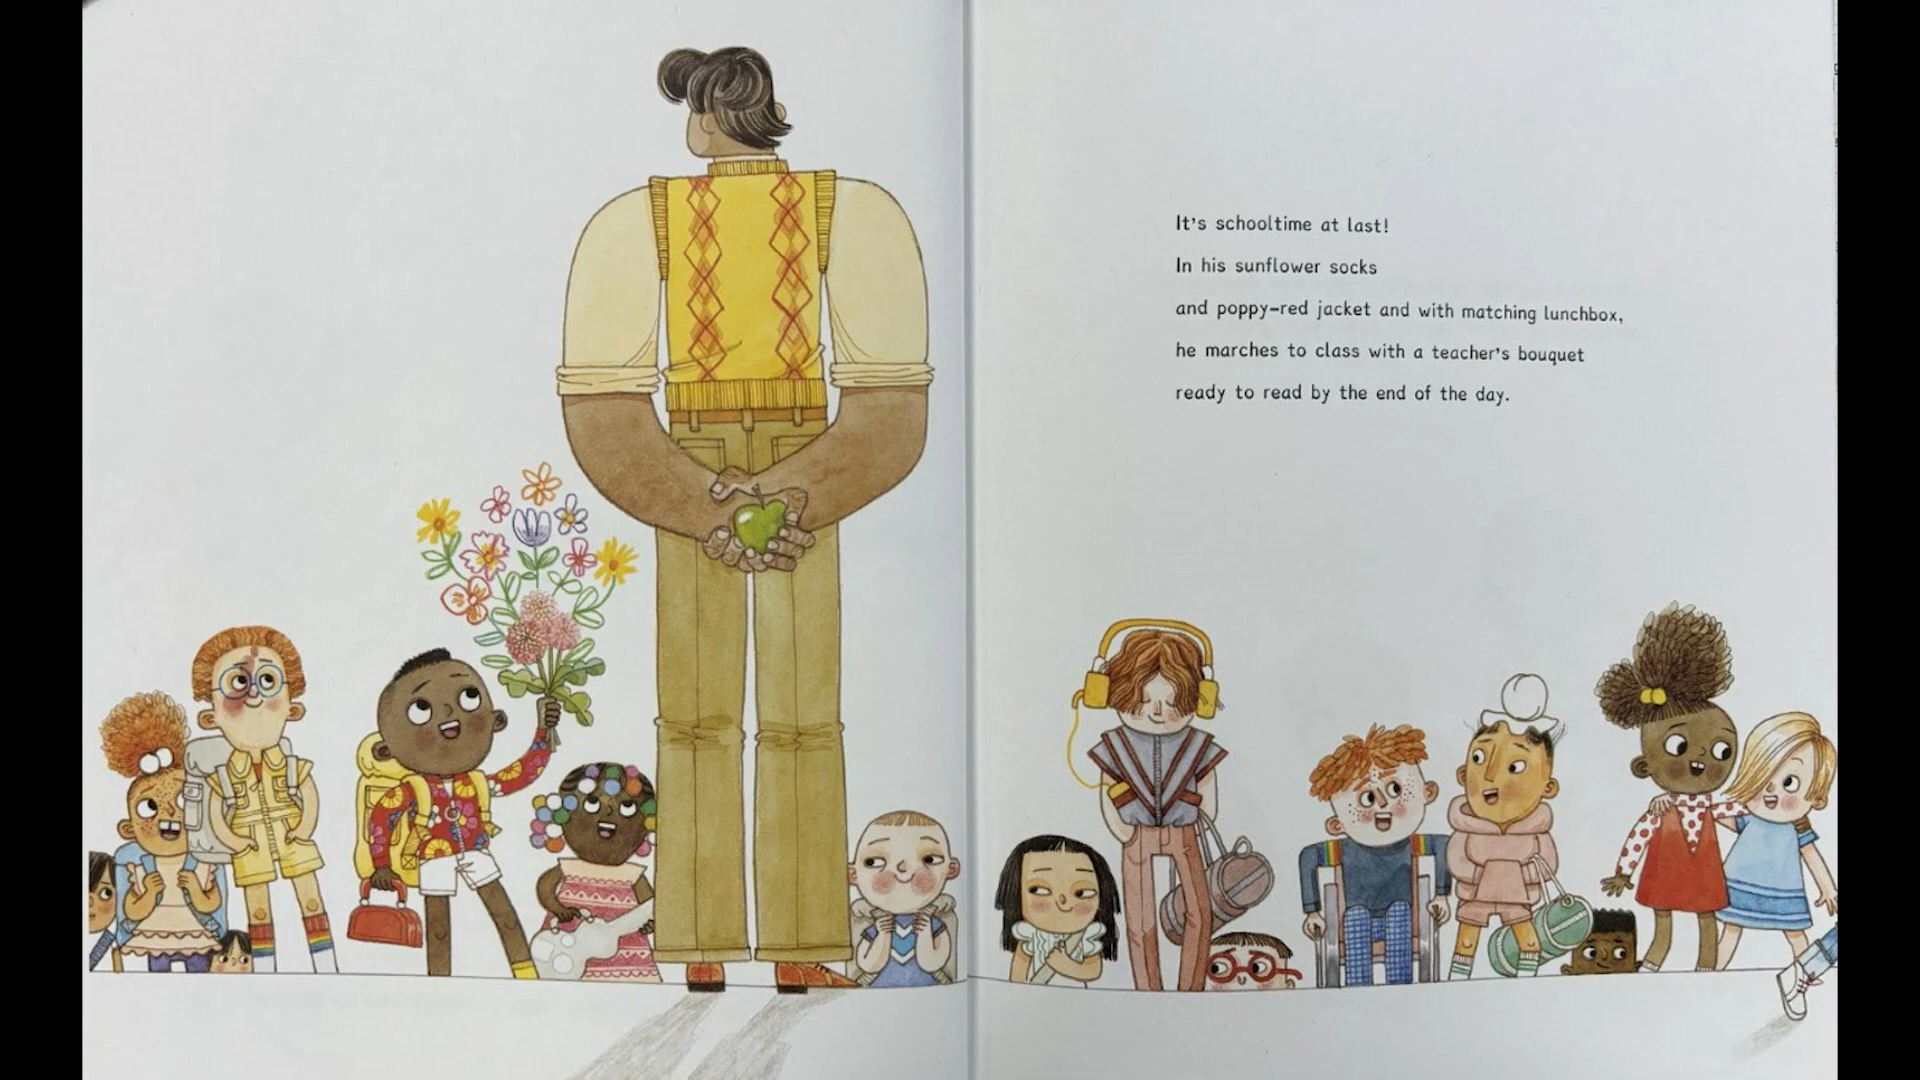 It's schooltime at last!
In his sunflower socks
and poppy-red jacket and with matching lunchbox,
he marches to class with a teacher's bouquet
ready to read by the end of the day.